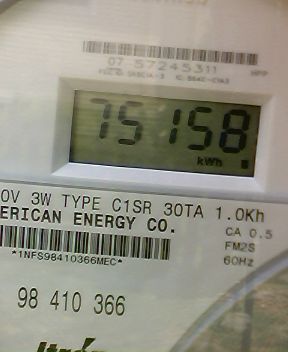 07 57245311
75158
kWh
0V 3W TYPE C1SR 30TA 1.0Kh
ERICAN ENERGY CO.
CA 0.5
FM2S
60Hz
*1NFS98410366MEC*
98 410 366